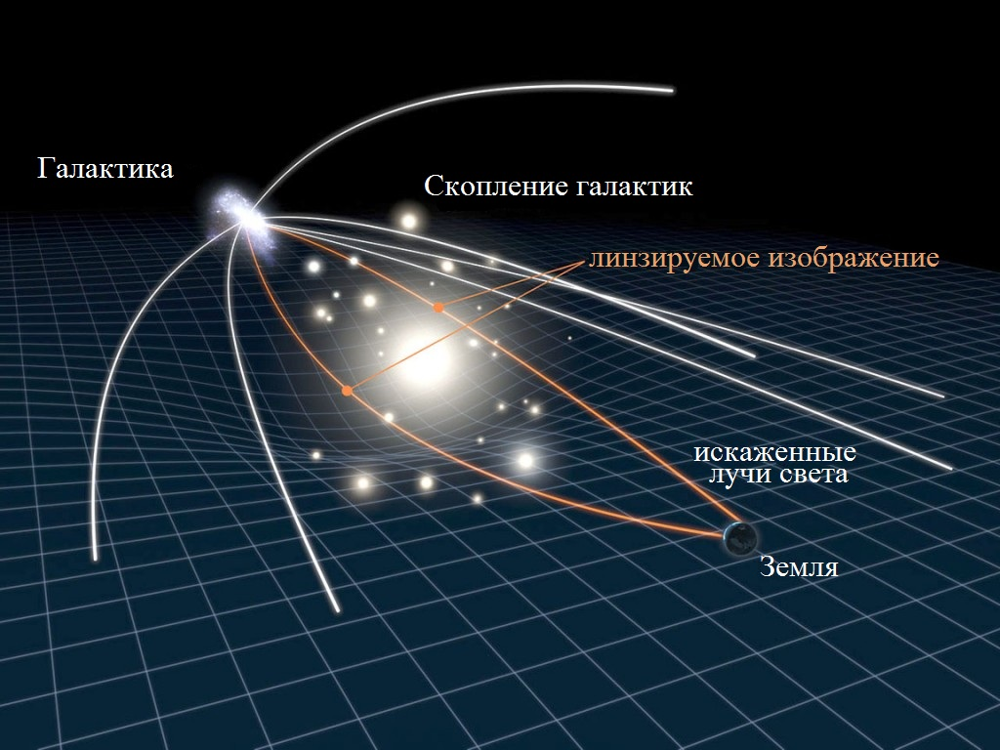 Галактика
Скопление галактик
линзируемое изображение
искаженные
лучи света
Земля